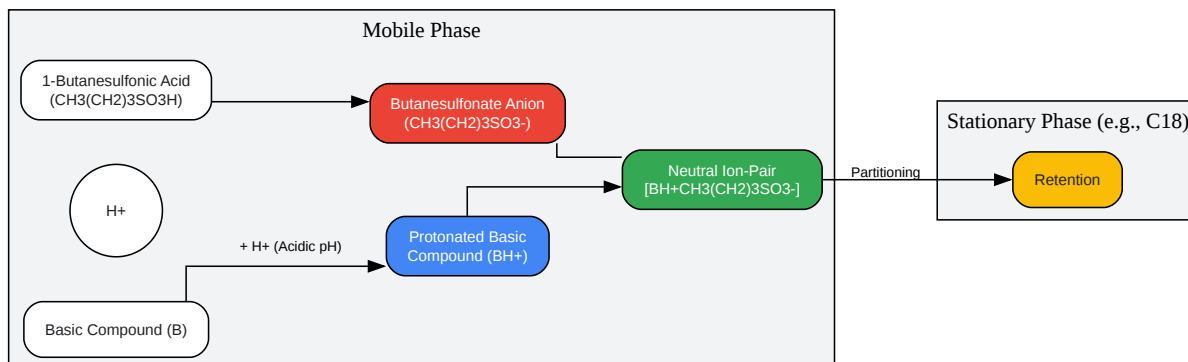 Mobile Phase
1-Butanesulfonic Acid
(CH3(CH2)3SO3H)
Butanesulfonate Anion
(CH3(CH2)3SO3-)
Stationary Phase (e.g., C18)
Neutral Ion-Pair
[BH+CH3(CH2)3SO3-]
Partitioning
Retention
H+
+ H+ (Acidic pH)
Protonated Basic
Compound (BH+)
Basic Compound (B)